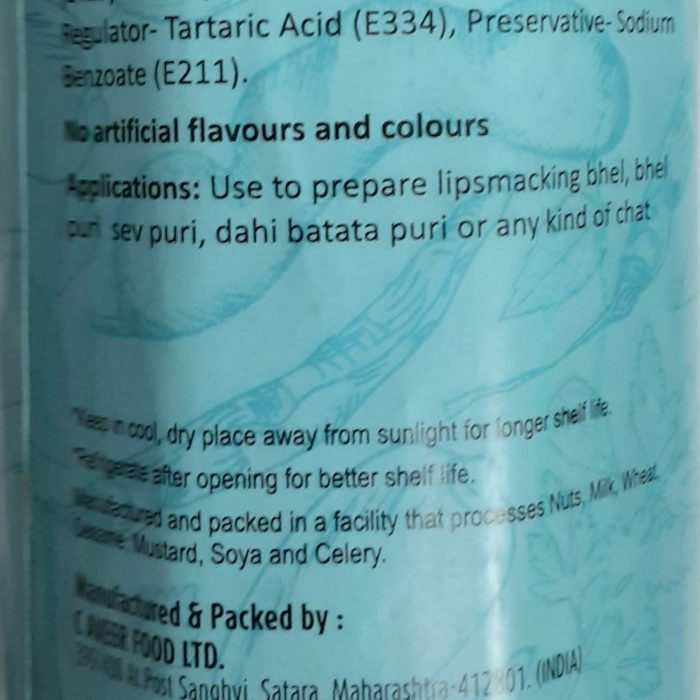 Regulator- Tartaric Acid (E334), Preservative- Sodium
Benzoate (E211).
No artificial flavours and colours
Applications: Use to prepare lipsmacking bhel, bhel
puri sev puri, dahi batata puri or any kind of chat
*Keep in cool, dry place away from sunlight for longer shelf life.
*Refrigerate after opening for better shelf life.
Manufactured and packed in a facility that processes Nuts, Milk, Wheat,
Sesame, Mustard, Soya and Celery.
Manufactured & Packed by :
FOOD LTD.
Post Sanghvi, Satara, Maharashtra-412801. (INDIA)